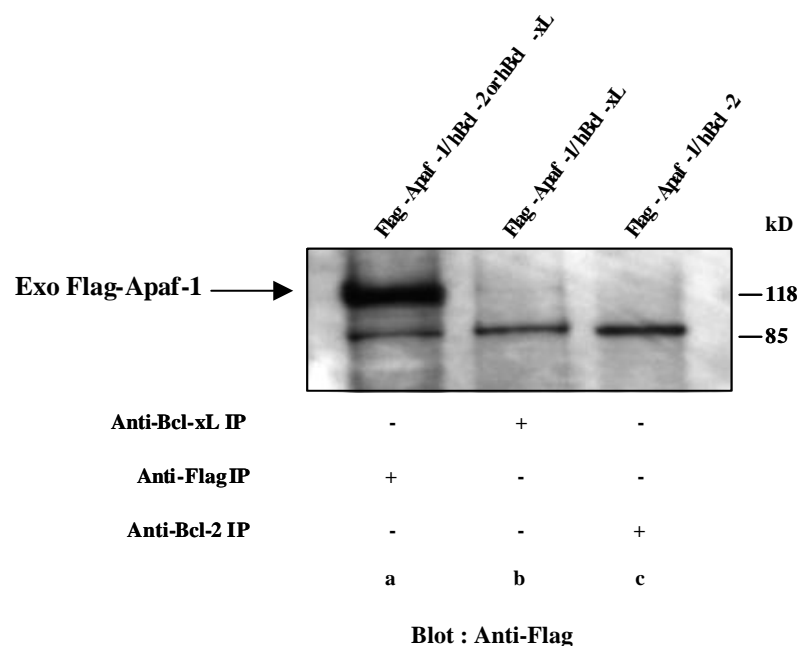 Flag -Apaf -1/ hBcl -2 or hBcl -xL
Flag -Apaf -1/ hBcl -xL
Flag -Apaf -1/ hBcl -2
kD
Exo Flag-Apaf-1
118
85
Anti-Bcl-xL IP - + -
Anti-Flag IP + - -
Anti-Bcl-2 IP - - +
a b c
Blot : Anti-Flag